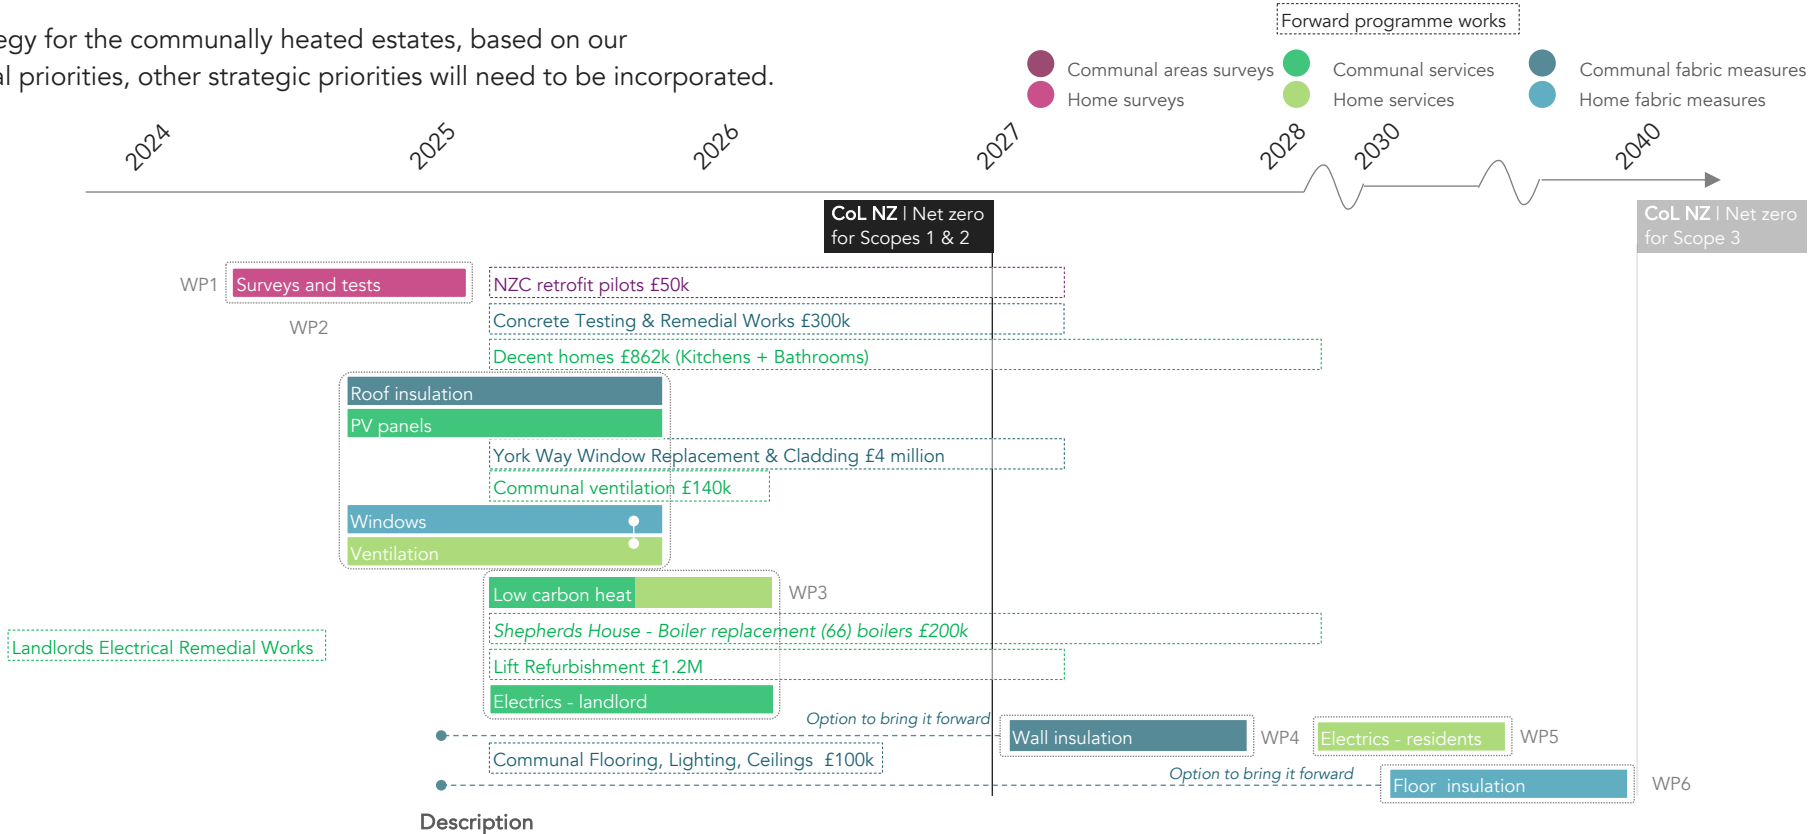 egy for the communally heated estates, based on our
al priorities, other strategic priorities will need to be incorporated.
Forward programme works
Communal areas surveys
Communal services
Communal fabric measures
Home surveys
Home services
Home fabric measures
2024
2025
2026
2027
2028
2030
2040
CoL NZ | Net zero
for Scopes 1 & 2
CoL NZ | Net zero
for Scope 3
WP1
Surveys and tests
NZC retrofit pilots £50k
WP2
Concrete Testing & Remedial Works £300k
Decent homes £862k (Kitchens + Bathrooms)
Roof insulation
PV panels
York Way Window Replacement & Cladding £4 million
Communal ventilation £140k
Windows
Ventilation
Low carbon heat
WP3
Shepherds House - Boiler replacement (66) boilers £200k
Landlords Electrical Remedial Works
Lift Refurbishment £1.2M
Electrics - landlord
Option to bring it forward
Wall insulation
WP4
Electrics - residents
WP5
Communal Flooring, Lighting, Ceilings £100k
Option to bring it forward
Floor insulation
WP6
Description